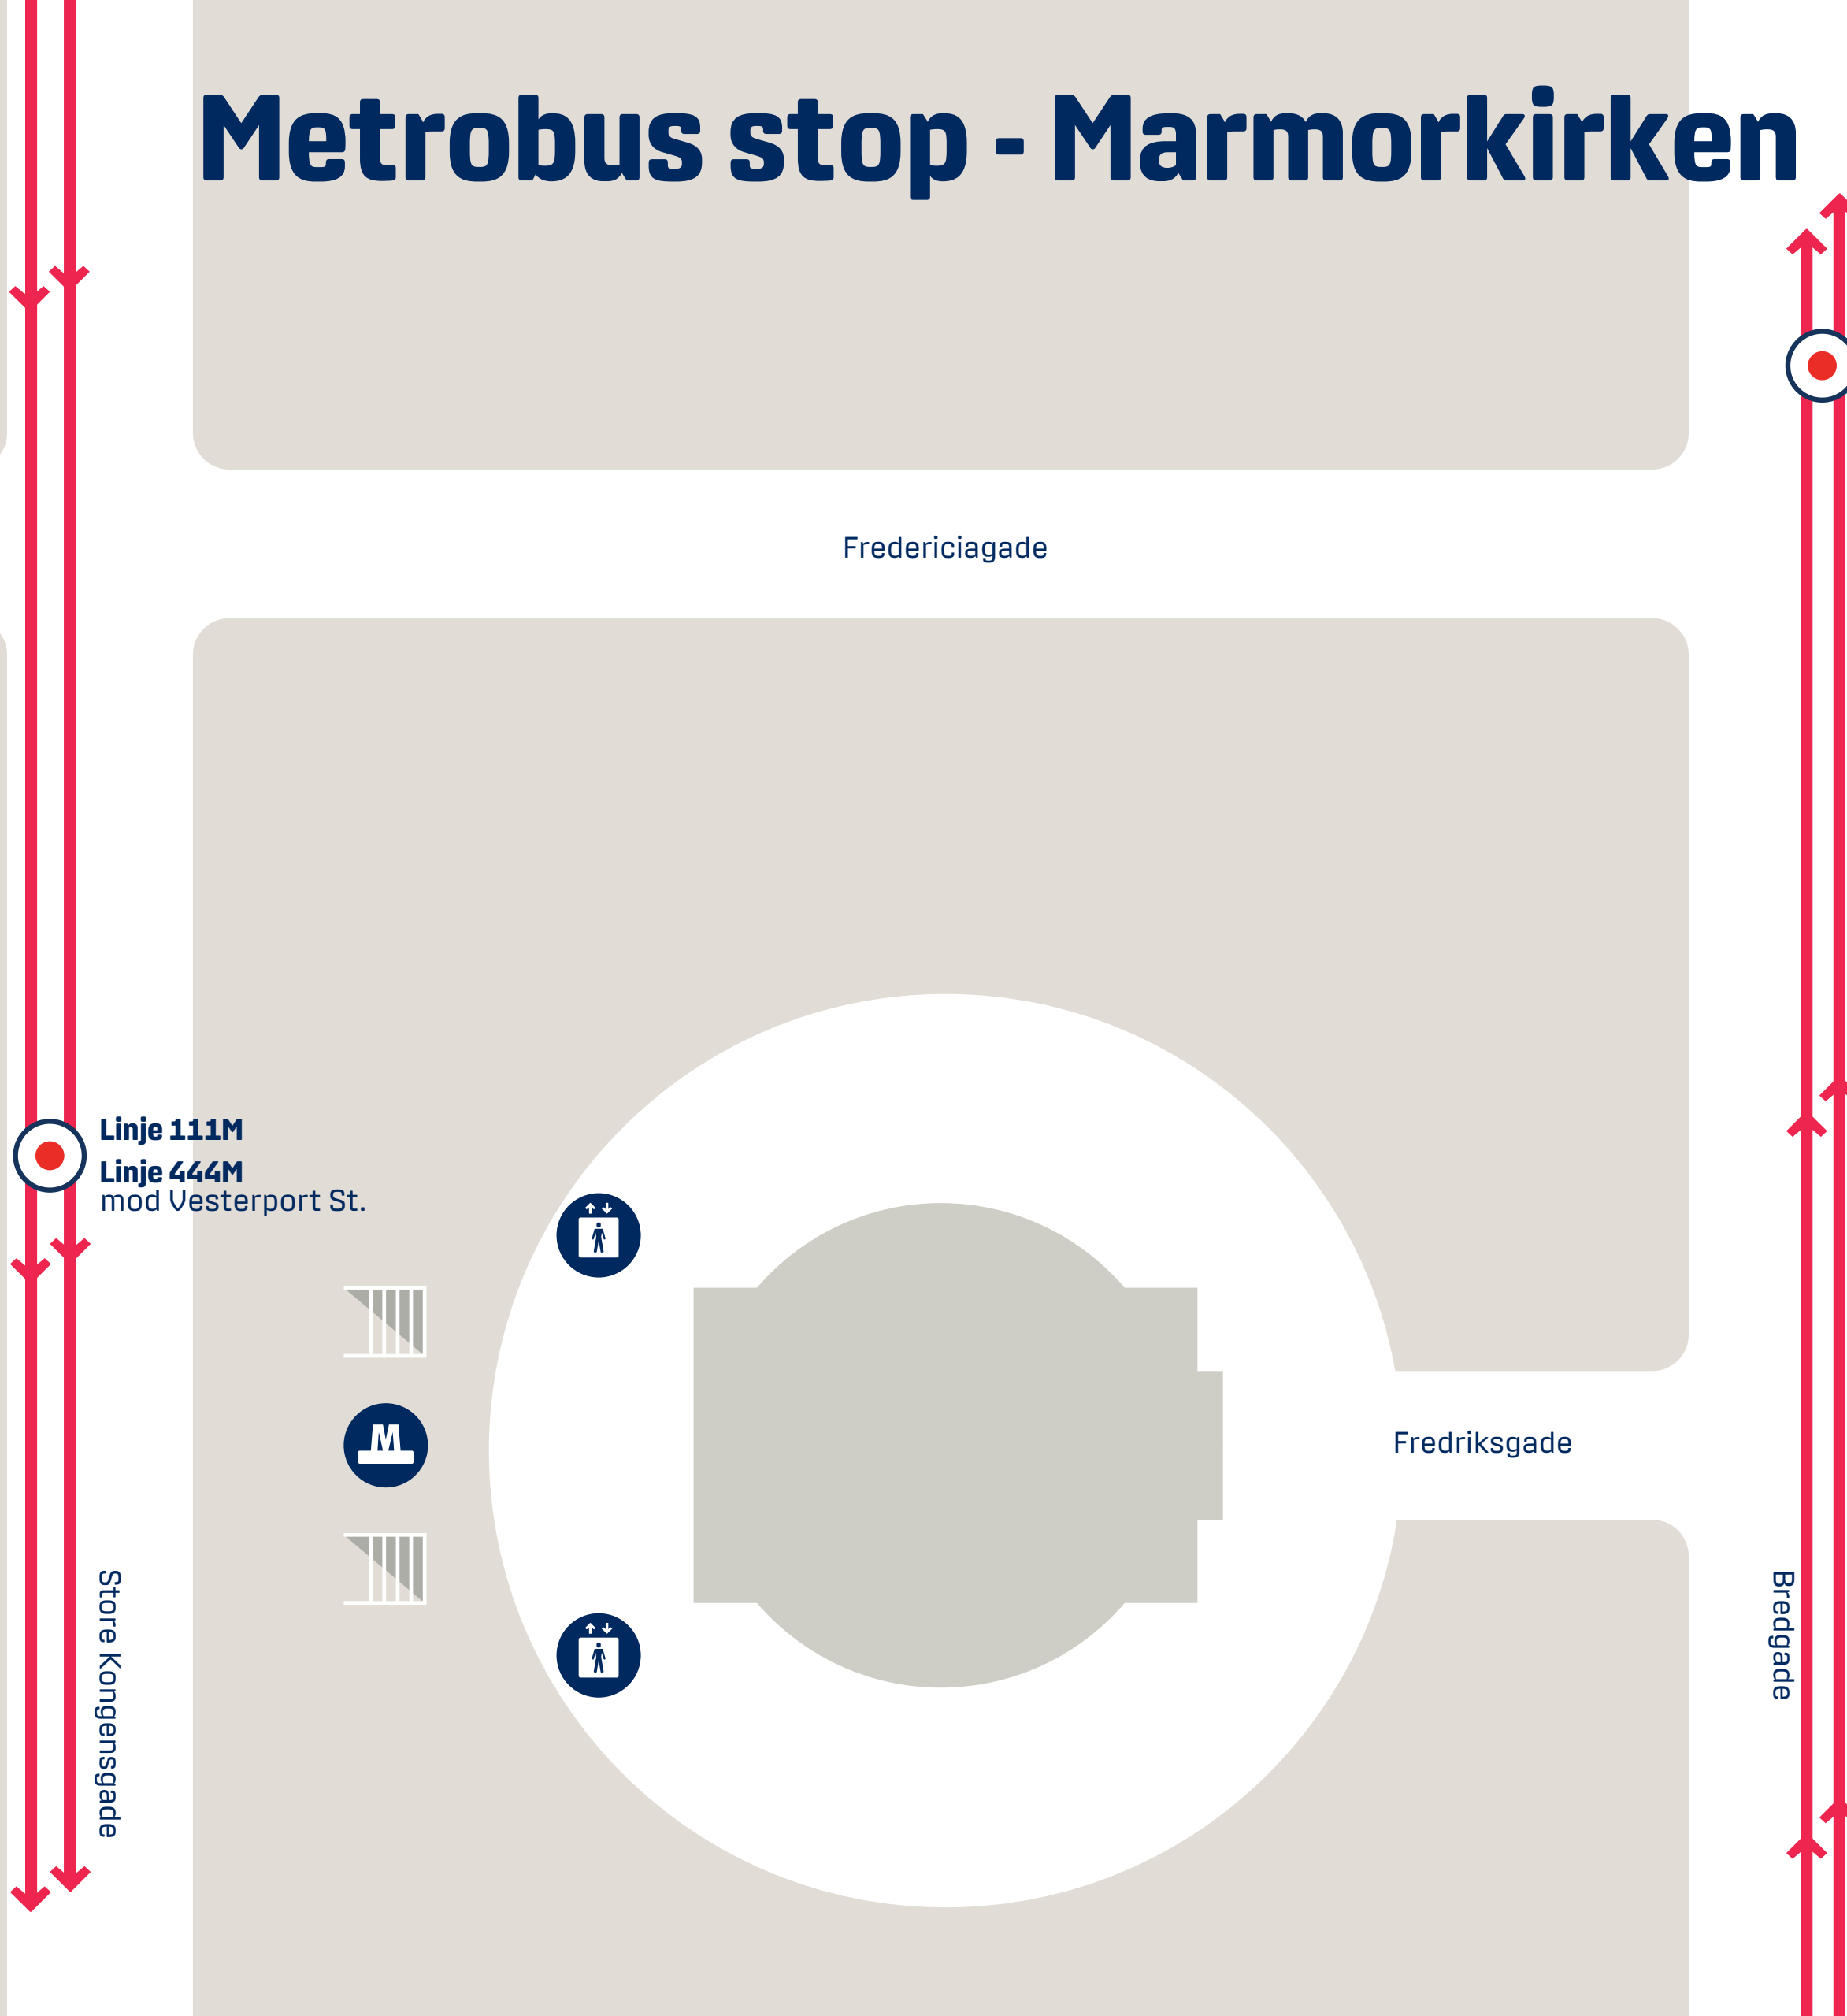 Metrobus stop - Marmorkirken
Fredericiagade
Linje 111M
Linje 444M
mod Vesterport St.
M
Fredriksgade
Store Kongensgade
Bredgade